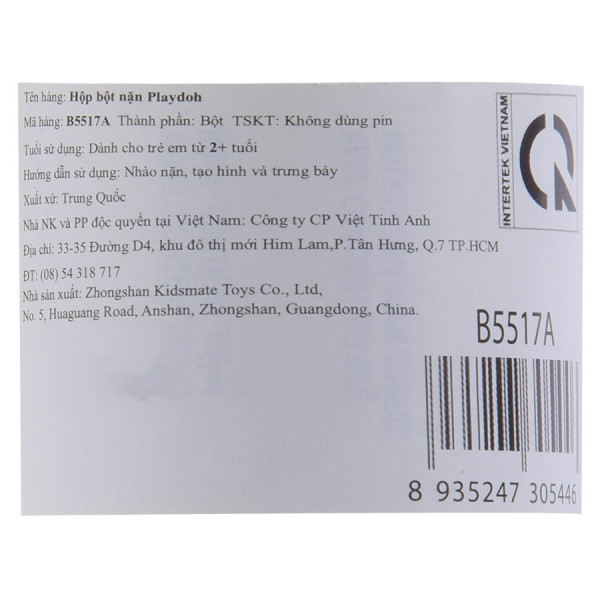 Tên hàng: Hộp bột nặn Playdoh
Mã hàng: B5517A Thành phần: Bột TSKT: Không dùng pin
Tuổi sử dụng: Dành cho trẻ em từ 2+ tuổi
Hướng dẫn sử dụng: Nhào nặn, tạo hình và trưng bày
Xuất xứ: Trung Quốc
Nhà NK và PP độc quyền tại Việt Nam: Công ty CP Việt Tinh Anh
Địa chỉ: 33-35 Đường D4, khu đô thị mới Him Lam,P.Tân Hưng, Q.7 TP.HCM
ĐT: (08) 54 318 717
Nhà sản xuất: Zhongshan Kidsmate Toys Co., Ltd,
No. 5, Huaguang Road, Anshan, Zhongshan, Guangdong, China.
INTERTEK VIETNAM
B5517A
8 935247 305446